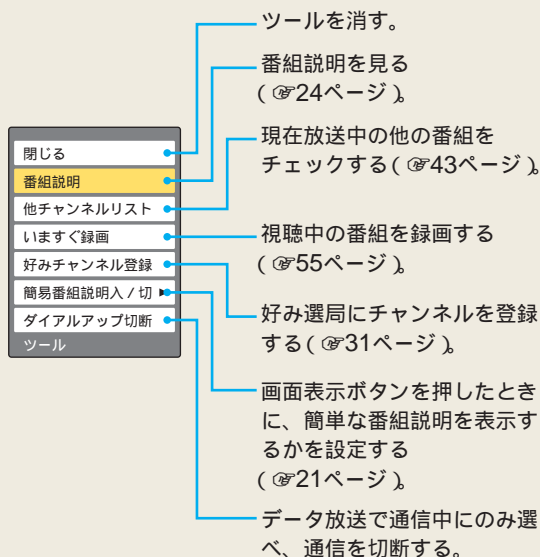 ツールを消す。
番組説明を見る
（☞24ページ）。
現在放送中の他の番組を
チェックする（☞43ページ）。
視聴中の番組を録画する
（☞55ページ）。
好み選局にチャンネルを登録
する（☞31ページ）。
画面表示ボタンを押したとき
に、簡単な番組説明を表示す
るかを設定する
（☞21ページ）。
データ放送で通信中にのみ選
べ、通信を切断する。
閉じる
番組説明
他チャンネルリスト
いますぐ録画
好みチャンネル登録
簡易番組説明入／切
ダイアルアップ切断
ツール